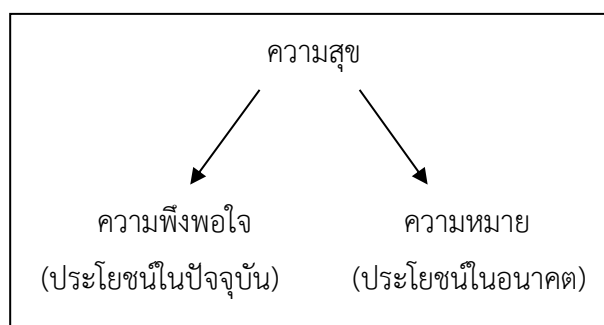 ความสุข
ความพึงพอใจ ความหมาย
(ประโยชน์ในปัจจุบัน) (ประโยชน์ในอนาคต)